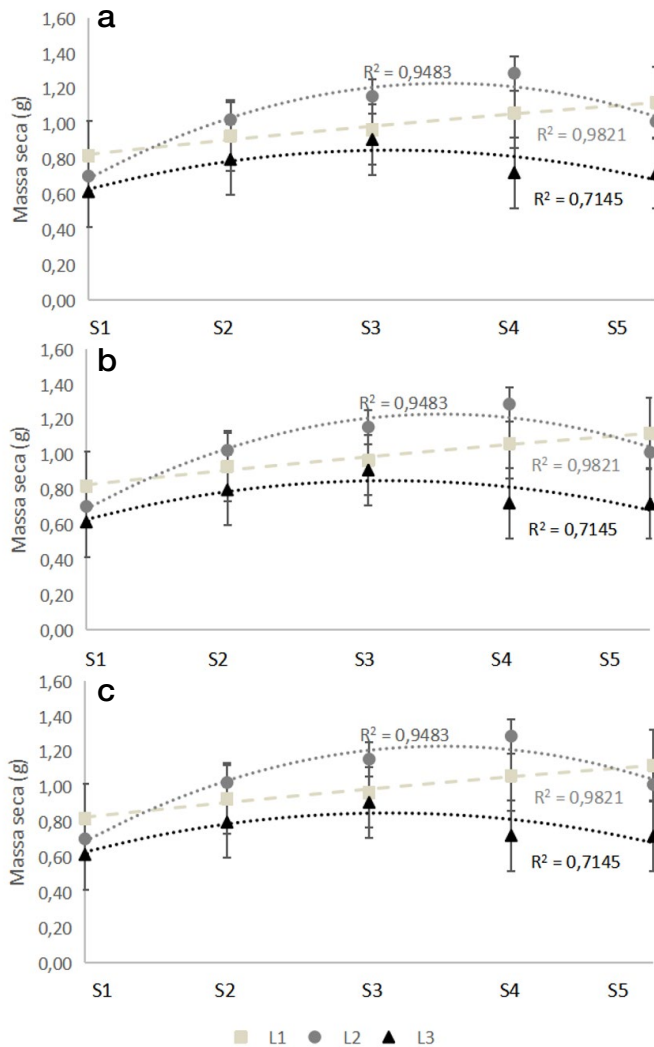 a
1,60
1,40
1,20
1,00
0,80
0,60
0,40
0,20
0,00
Massa seca (g)
R² = 0,9483
R² = 0,9821
R² = 0,7145
S1 S2 S3 S4 S5
b
1,60
1,40
1,20
1,00
0,80
0,60
0,40
0,20
0,00
Massa seca (g)
R² = 0,9483
R² = 0,9821
R² = 0,7145
S1 S2 S3 S4 S5
c
1,60
1,40
1,20
1,00
0,80
0,60
0,40
0,20
0,00
Massa seca (g)
R² = 0,9483
R² = 0,9821
R² = 0,7145
S1 S2 S3 S4 S5
L1 L2 L3